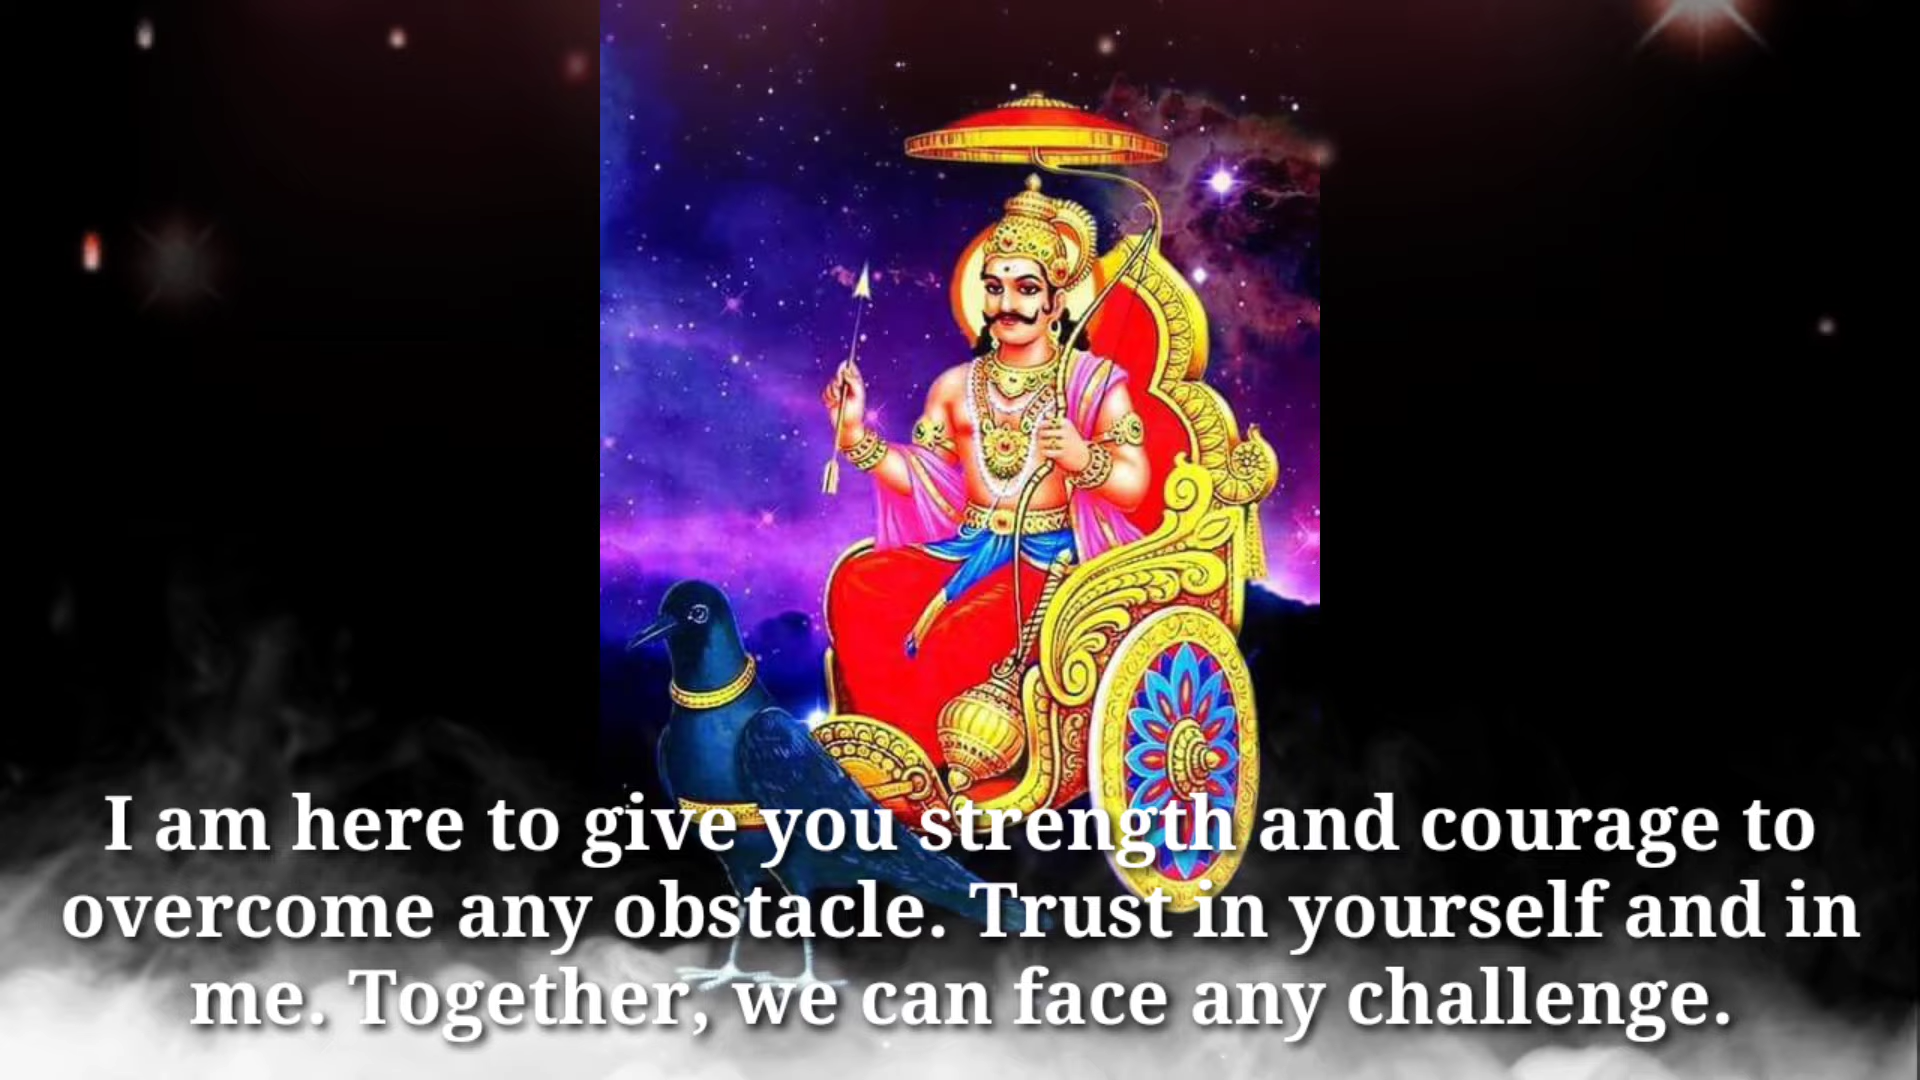 I am here to give you strength and courage to
overcome any obstacle. Trust in yourself and in
me. Together, we can face any challenge.